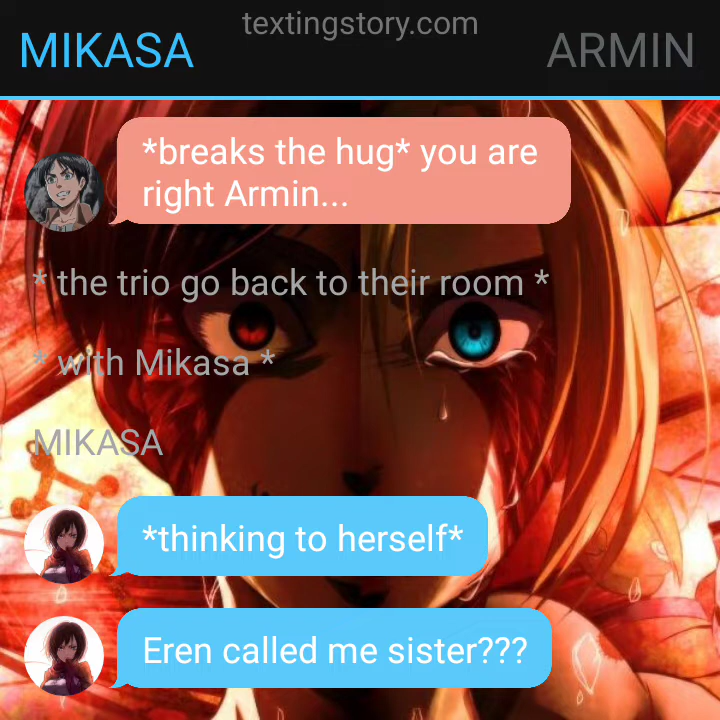 textingstory.com
MIKASA
ARMIN
*breaks the hug* you are
right Armin...
* the trio go back to their room *
* with Mikasa *
MIKASA
*thinking to herself*
Eren called me sister???